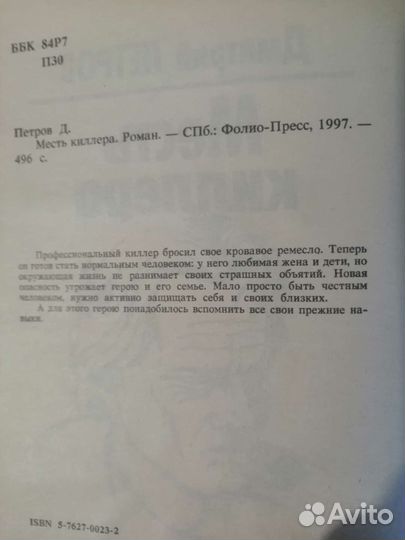 ББК 84Р7
П30
Петров Д.
Месть киллера. Роман. — СПб.: Фолио-Пресс, 1997. —
496 с.
Профессиональный киллер бросил свое кровавое ремесло. Теперь
он готов стать нормальным человеком: у него любимая жена и дети, но
окружающая жизнь не разнимает своих страшных объятий. Новая
опасность угрожает герою и его семье. Мало просто быть честным
человеком, нужно активно защищать себя и своих близких.
А для этого герою понадобилось вспомнить все свои прежние на-
выки.
ISBN 5-7627-0023-2
Avito